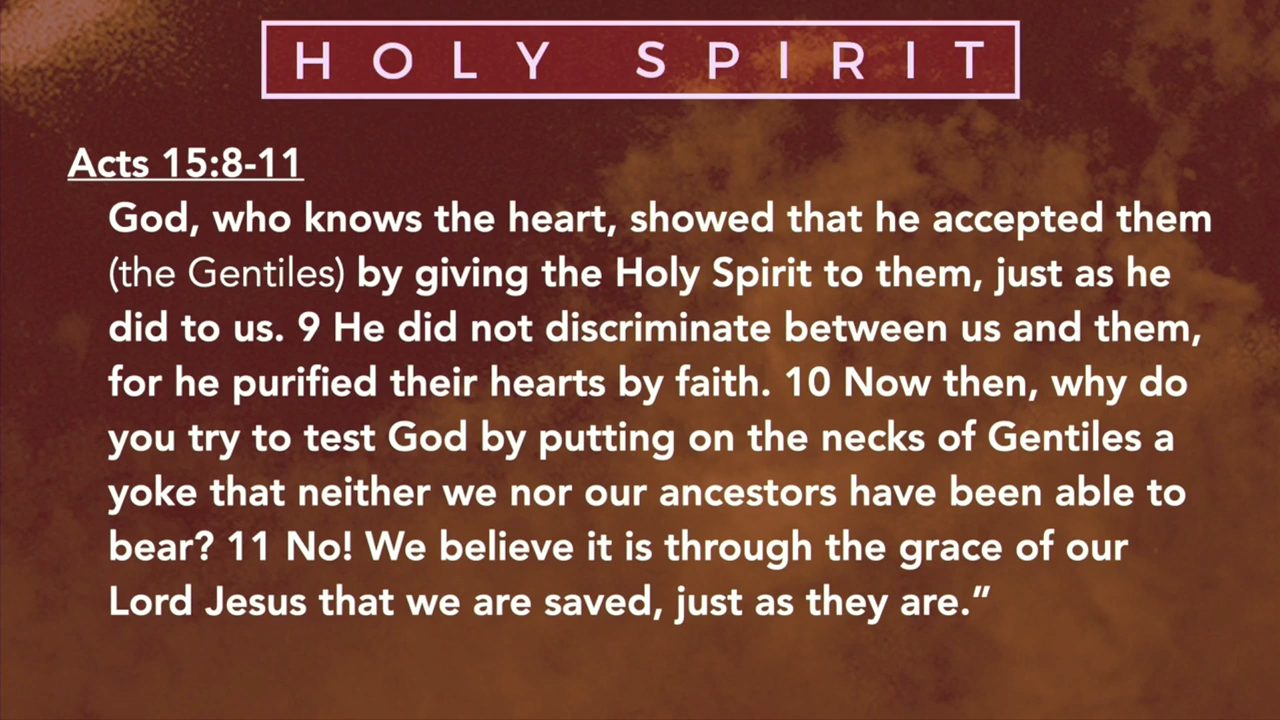 HOLY SPIRIT
Acts 15:8-11
God, who knows the heart, showed that he accepted them
(the Gentiles) by giving the Holy Spirit to them, just as he
did to us. 9 He did not discriminate between us and them,
for he purified their hearts by faith. 10 Now then, why do
you try to test God by putting on the necks of Gentiles a
yoke that neither we nor our ancestors have been able to
bear? 11 No! We believe it is through the grace of our
Lord Jesus that we are saved, just as they are.”